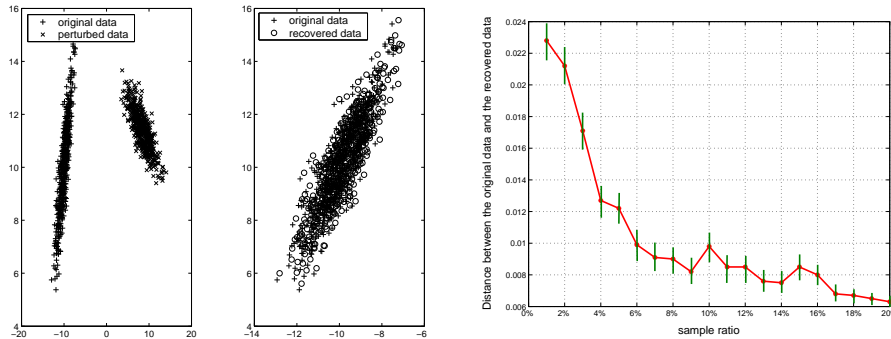 original data
perturbed data
16
14
12
10
8
6
4
−20 −10 0 10 20
original data
recovered data
16
14
12
10
8
6
4
−14 −12 −10 −8 −6
Distance between the original data and the recovered data
0.024
0.022
0.02
0.018
0.016
0.014
0.012
0.01
0.008
0.006
0% 2% 4% 6% 8% 10% 12% 14% 16% 18% 20%
sample ratio